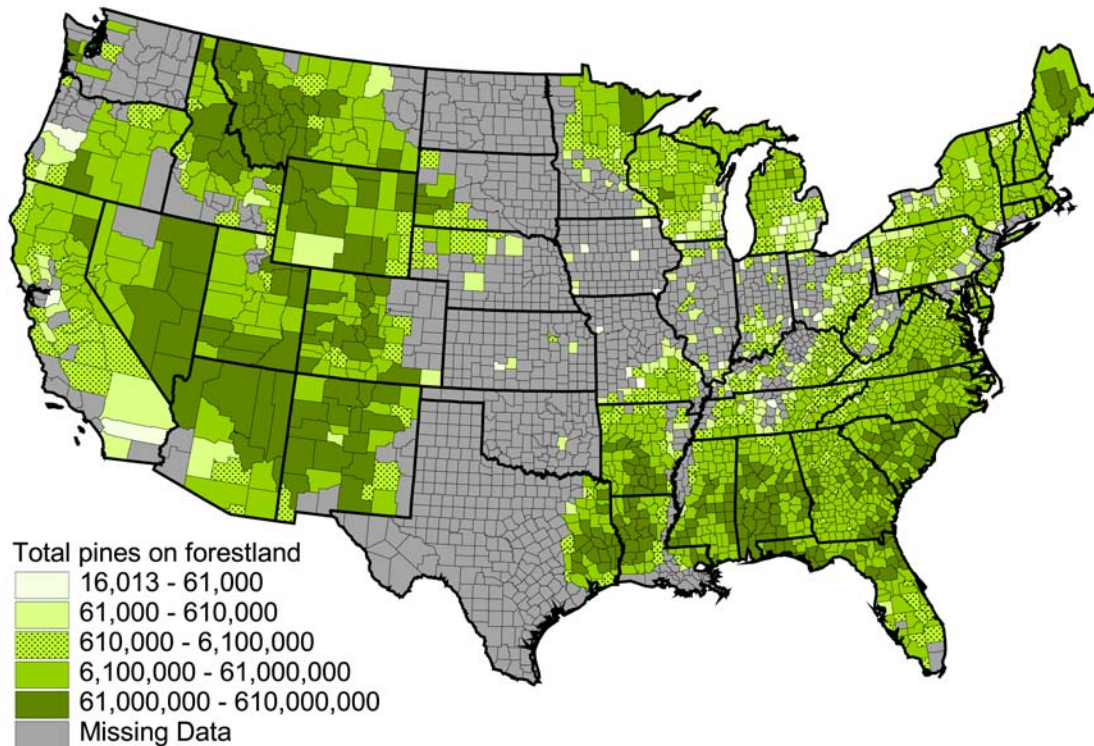 Total pines on forestland
16,013 - 61,000
61,000 - 610,000
610,000 - 6,100,000
6,100,000 - 61,000,000
61,000,000 - 610,000,000
Missing Data